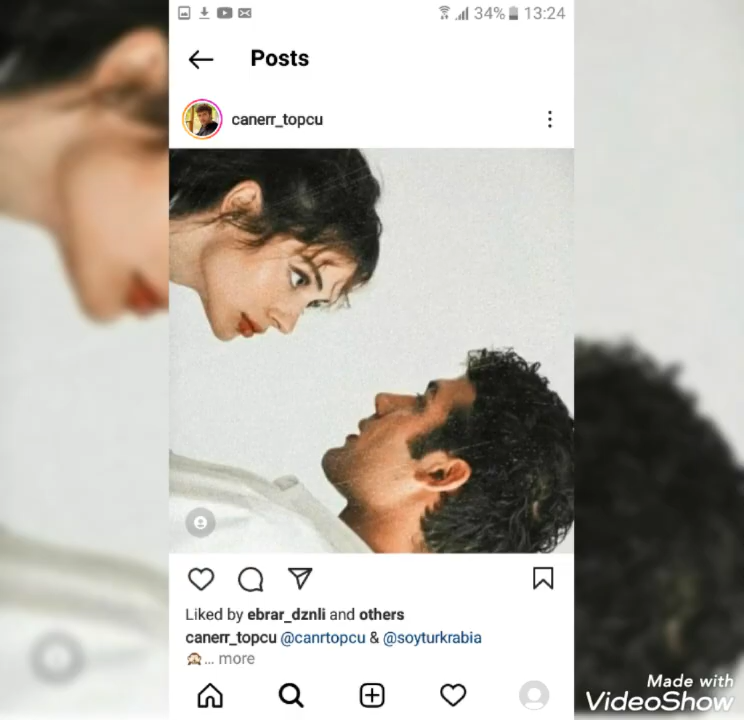 34% 13:24
Posts
canerr_topcu
Liked by ebrar_dznli and others
canerr_topcu @canrtopcu & @soyturkrabia
🙈... more
Made with
VideoShow